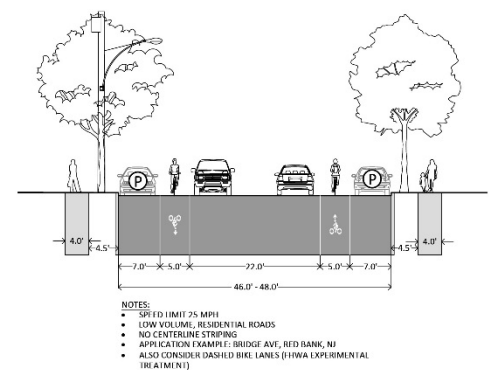 P
P
4.0' 4.5' 4.5' 4.0'
7.0' 5.0' 22.0' 5.0' 7.0'
46.0' - 48.0'
NOTES:
• SPEED LIMIT 25 MPH
• LOW VOLUME, RESIDENTIAL ROADS
• NO CENTERLINE STRIPING
• APPLICATION EXAMPLE: BRIDGE AVE, RED BANK, NJ
• ALSO CONSIDER DASHED BIKE LANES (FHWA EXPERIMENTAL
TREATMENT)